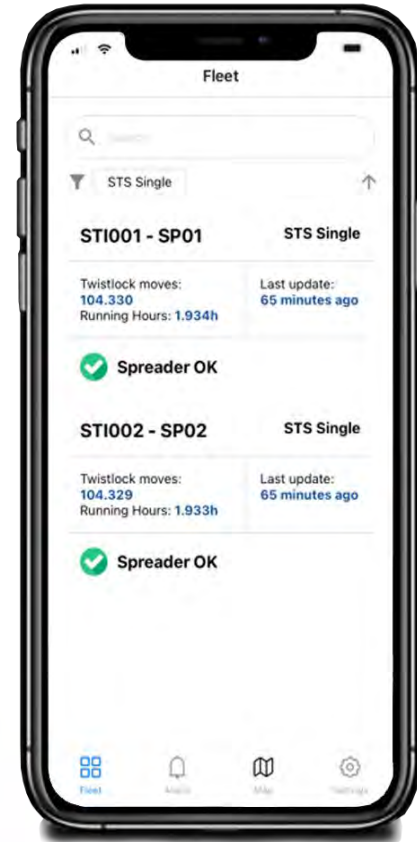 Fleet
STS Single
STI001 - SP01
STS Single
Twistlock moves:
104.330
Running Hours: 1.934h
Last update:
65 minutes ago
Spreader OK
STI002 - SP02
STS Single
Twistlock moves:
104.329
Running Hours: 1.933h
Last update:
65 minutes ago
Spreader OK
Fleet
Map